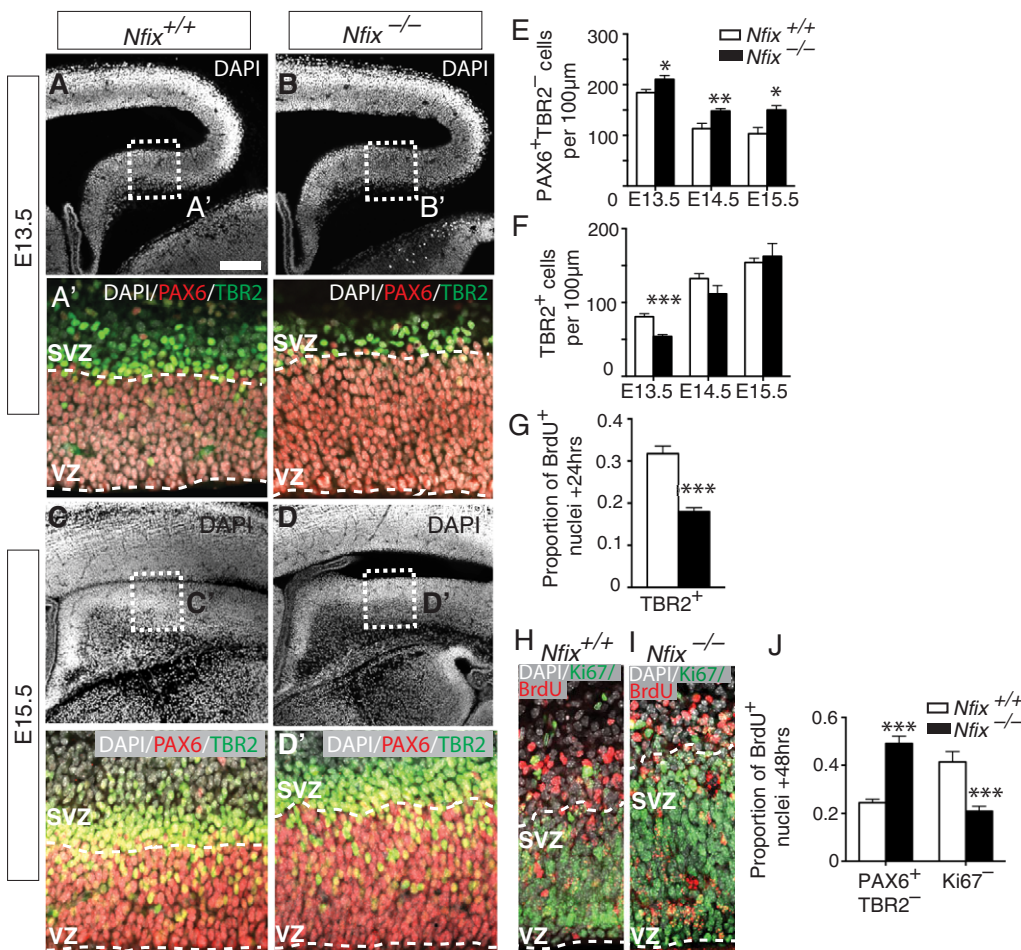 Nfix+/+
Nfix−/−
E13.5
A
DAPI
A'
B
DAPI
B'
A'
DAPI/PAX6/TBR2
SVZ
VZ
DAPI/PAX6/TBR2
SVZ
VZ
E15.5
C
DAPI
C'
D
DAPI
D'
DAPI/PAX6/TBR2
SVZ
VZ
D'
DAPI/PAX6/TBR2
SVZ
VZ
E
Nfix+/+
Nfix−/−
PAX6+TBR2− cells
per 100µm
300
200
100
0
*
**
*
E13.5 E14.5 E15.5
F
TBR2+ cells
per 100µm
200
100
0
***
E13.5 E14.5 E15.5
G
Proportion of BrdU+
nuclei +24hrs
0.4
0.3
0.2
0.1
0
***
TBR2+
H Nfix+/+
DAPI/Ki67/
BrdU
SVZ
VZ
I Nfix−/−
DAPI/Ki67/
BrdU
SVZ
VZ
J
Nfix+/+
Nfix−/−
Proportion of BrdU+
nuclei +48hrs
0.6
0.4
0.2
0
***
***
PAX6+
TBR2−
Ki67−